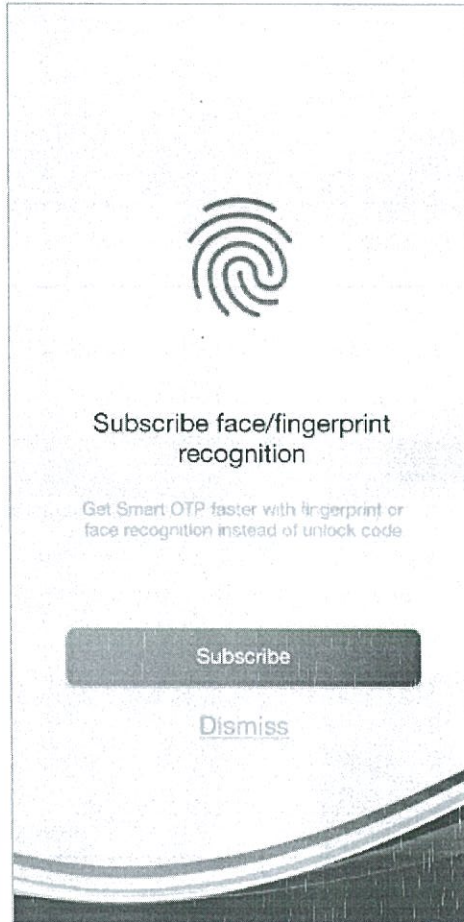 Subscribe face/fingerprint
recognition
Get Smart OTP faster with fingerprint or
face recognition instead of unlock code
Subscribe
Dismiss